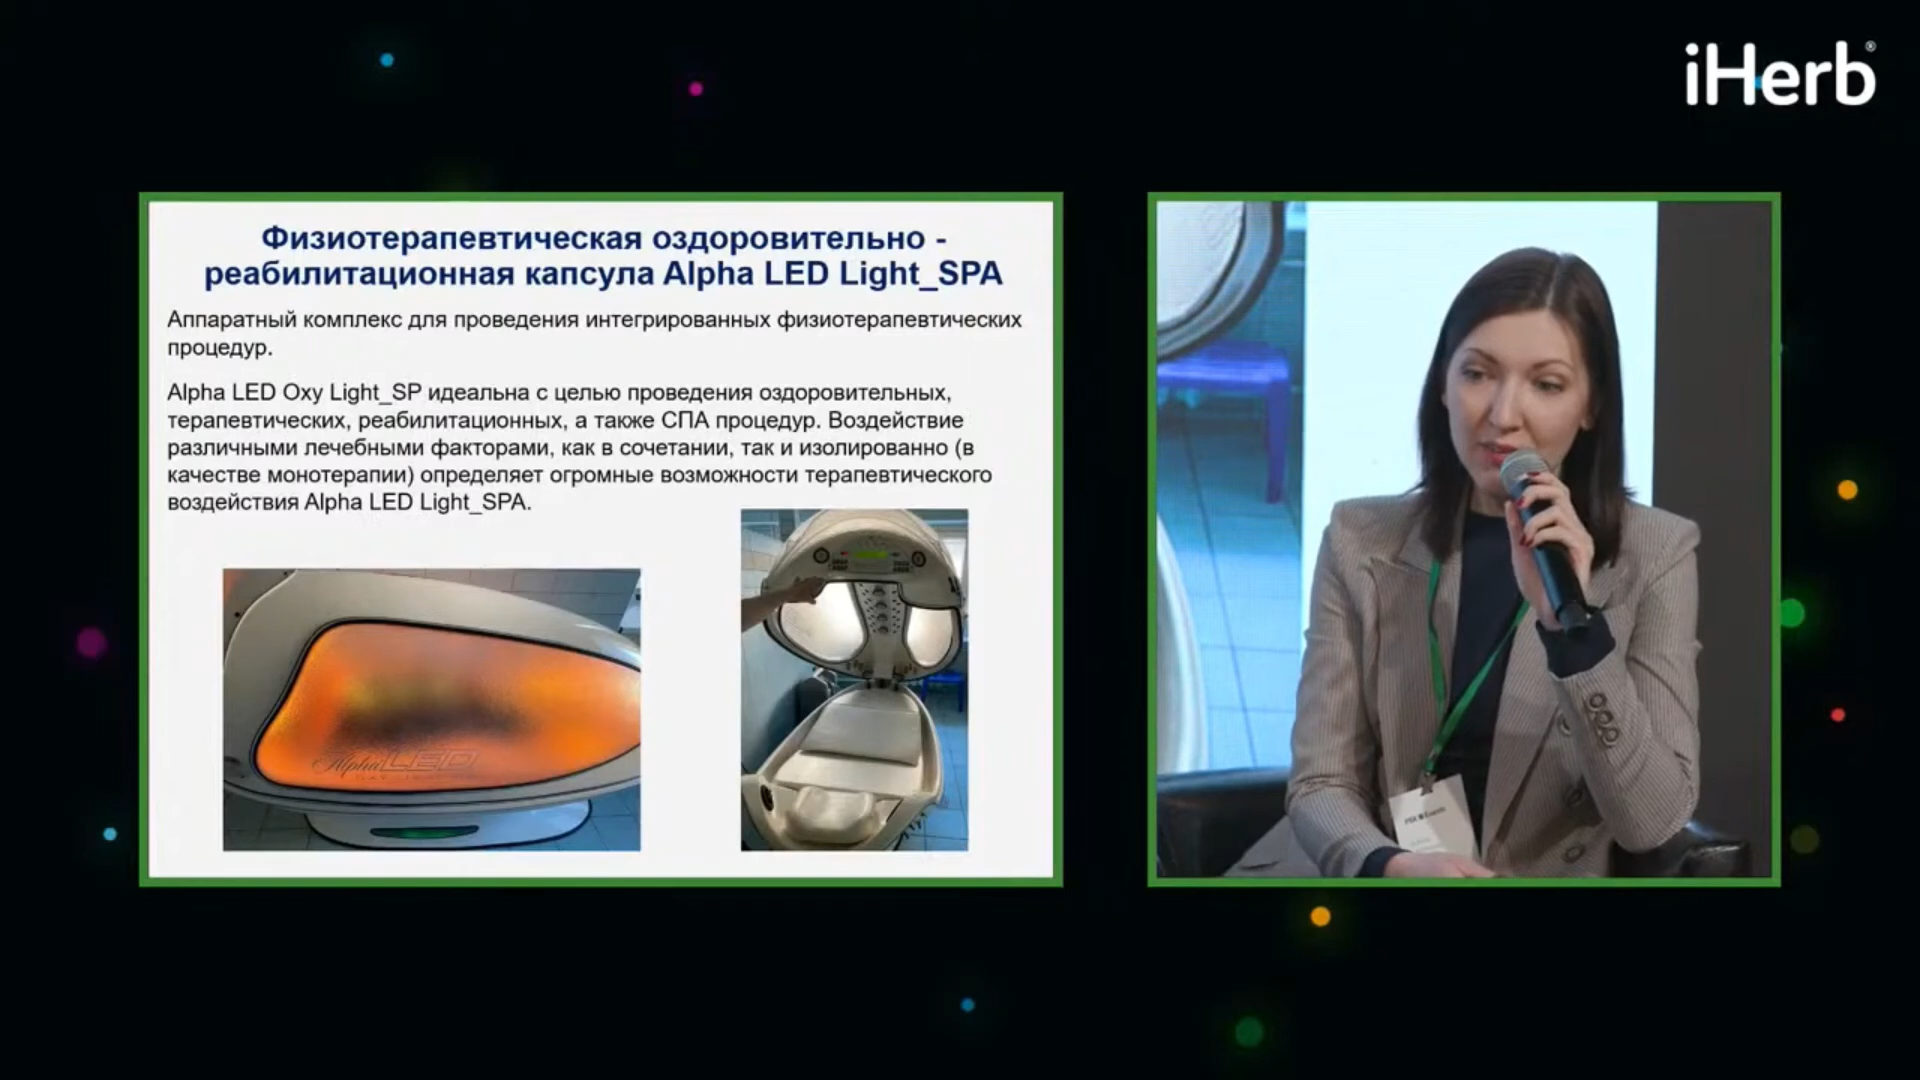 iHerb®
Физиотерапевтическая оздоровительно -
реабилитационная капсула Alpha LED Light_SPA
Аппаратный комплекс для проведения интегрированных физиотерапевтических
процедур.
Alpha LED Oxy Light_SP идеальна с целью проведения оздоровительных,
терапевтических, реабилитационных, а также СПА процедур. Воздействие
различными лечебными факторами, как в сочетании, так и изолированно (в
качестве монотерапии) определяет огромные возможности терапевтического
воздействия Alpha LED Light_SPA.
Alpha LED